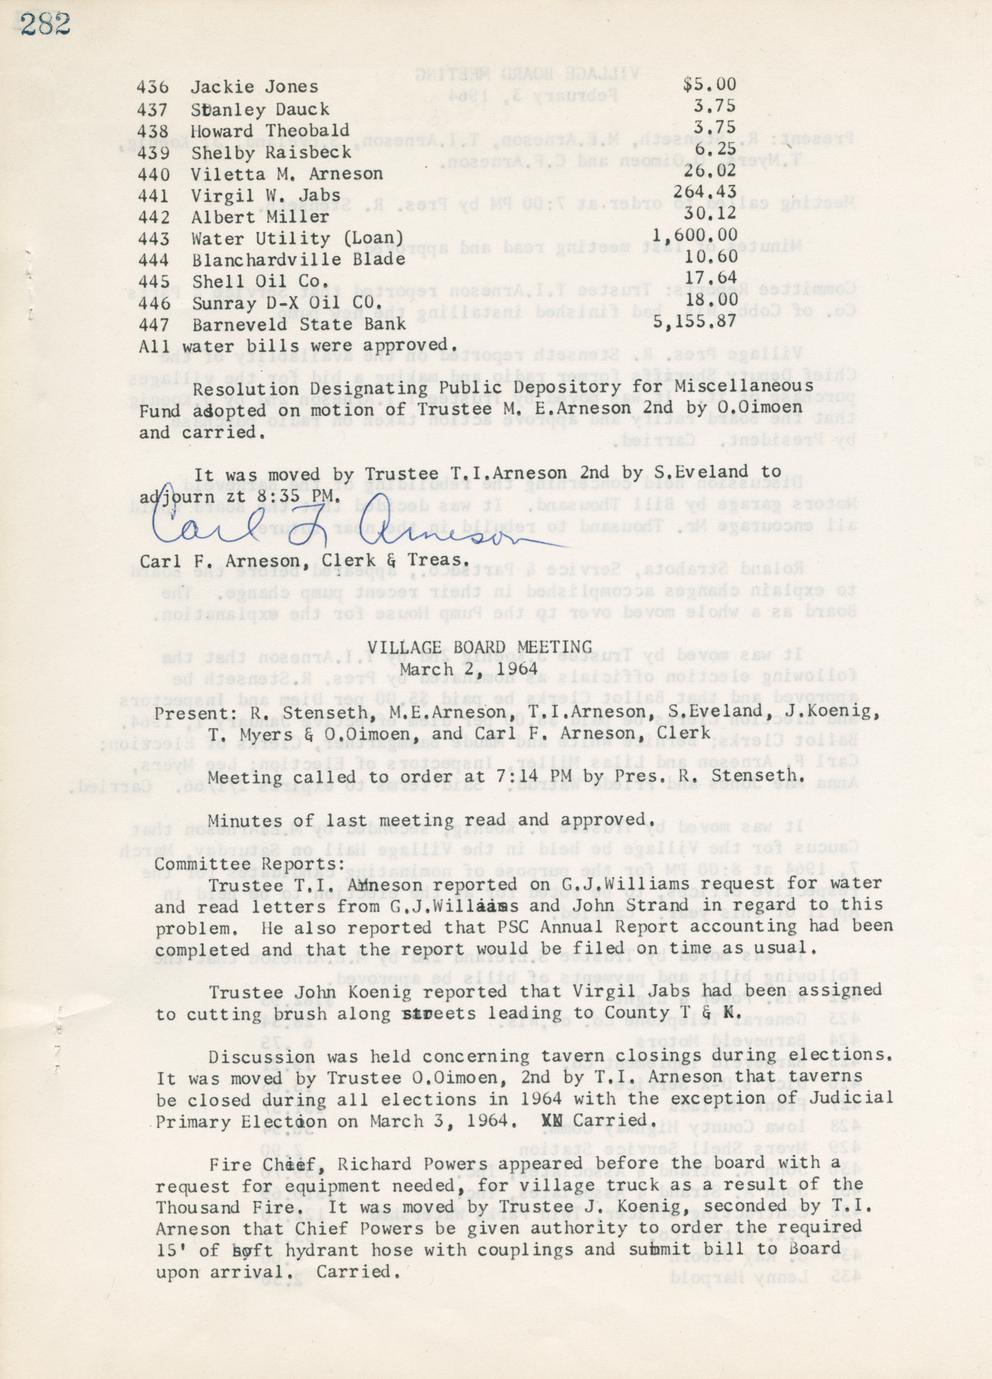 282
436 Jackie Jones $5.00
437 Stanley Dauck 3.75
438 Howard Theobald 3.75
439 Shelby Raisbeck 6.25
440 Viletta M. Arneson 26.02
441 Virgil W. Jabs 264.43
442 Albert Miller 30.12
443 Water Utility (Loan) 1,600.00
444 Blanchardville Blade 10.60
445 Shell Oil Co. 17.64
446 Sunray D-X Oil CO. 18.00
447 Barneveld State Bank 5,155.87
All water bills were approved.
Resolution Designating Public Depository for Miscellaneous
Fund adopted on motion of Trustee M. E.Arneson 2nd by O.Oimoen
and carried.
It was moved by Trustee T.I.Arneson 2nd by S.Eveland to
adjourn zt 8:35 PM.
Carl F Arneson
Carl F. Arneson, Clerk & Treas.
VILLAGE BOARD MEETING
March 2, 1964
Present: R. Stenseth, M.E.Arneson, T.I.Arneson, S.Eveland, J.Koenig,
T. Myers & O.Oimoen, and Carl F. Arneson, Clerk
Meeting called to order at 7:14 PM by Pres. R. Stenseth.
Minutes of last meeting read and approved.
Committee Reports:
Trustee T.I. Arneson reported on G.J.Williams request for water
and read letters from G.J.Williams and John Strand in regard to this
problem. He also reported that PSC Annual Report accounting had been
completed and that the report would be filed on time as usual.
Trustee John Koenig reported that Virgil Jabs had been assigned
to cutting brush along streets leading to County T & K.
Discussion was held concerning tavern closings during elections.
It was moved by Trustee O.Oimoen, 2nd by T.I. Arneson that taverns
be closed during all elections in 1964 with the exception of Judicial
Primary Election on March 3, 1964. Carried.
Fire Chief, Richard Powers appeared before the board with a
request for equipment needed, for village truck as a result of the
Thousand Fire. It was moved by Trustee J. Koenig, seconded by T.I.
Arneson that Chief Powers be given authority to order the required
15' of soft hydrant hose with couplings and submit bill to Board
upon arrival. Carried.